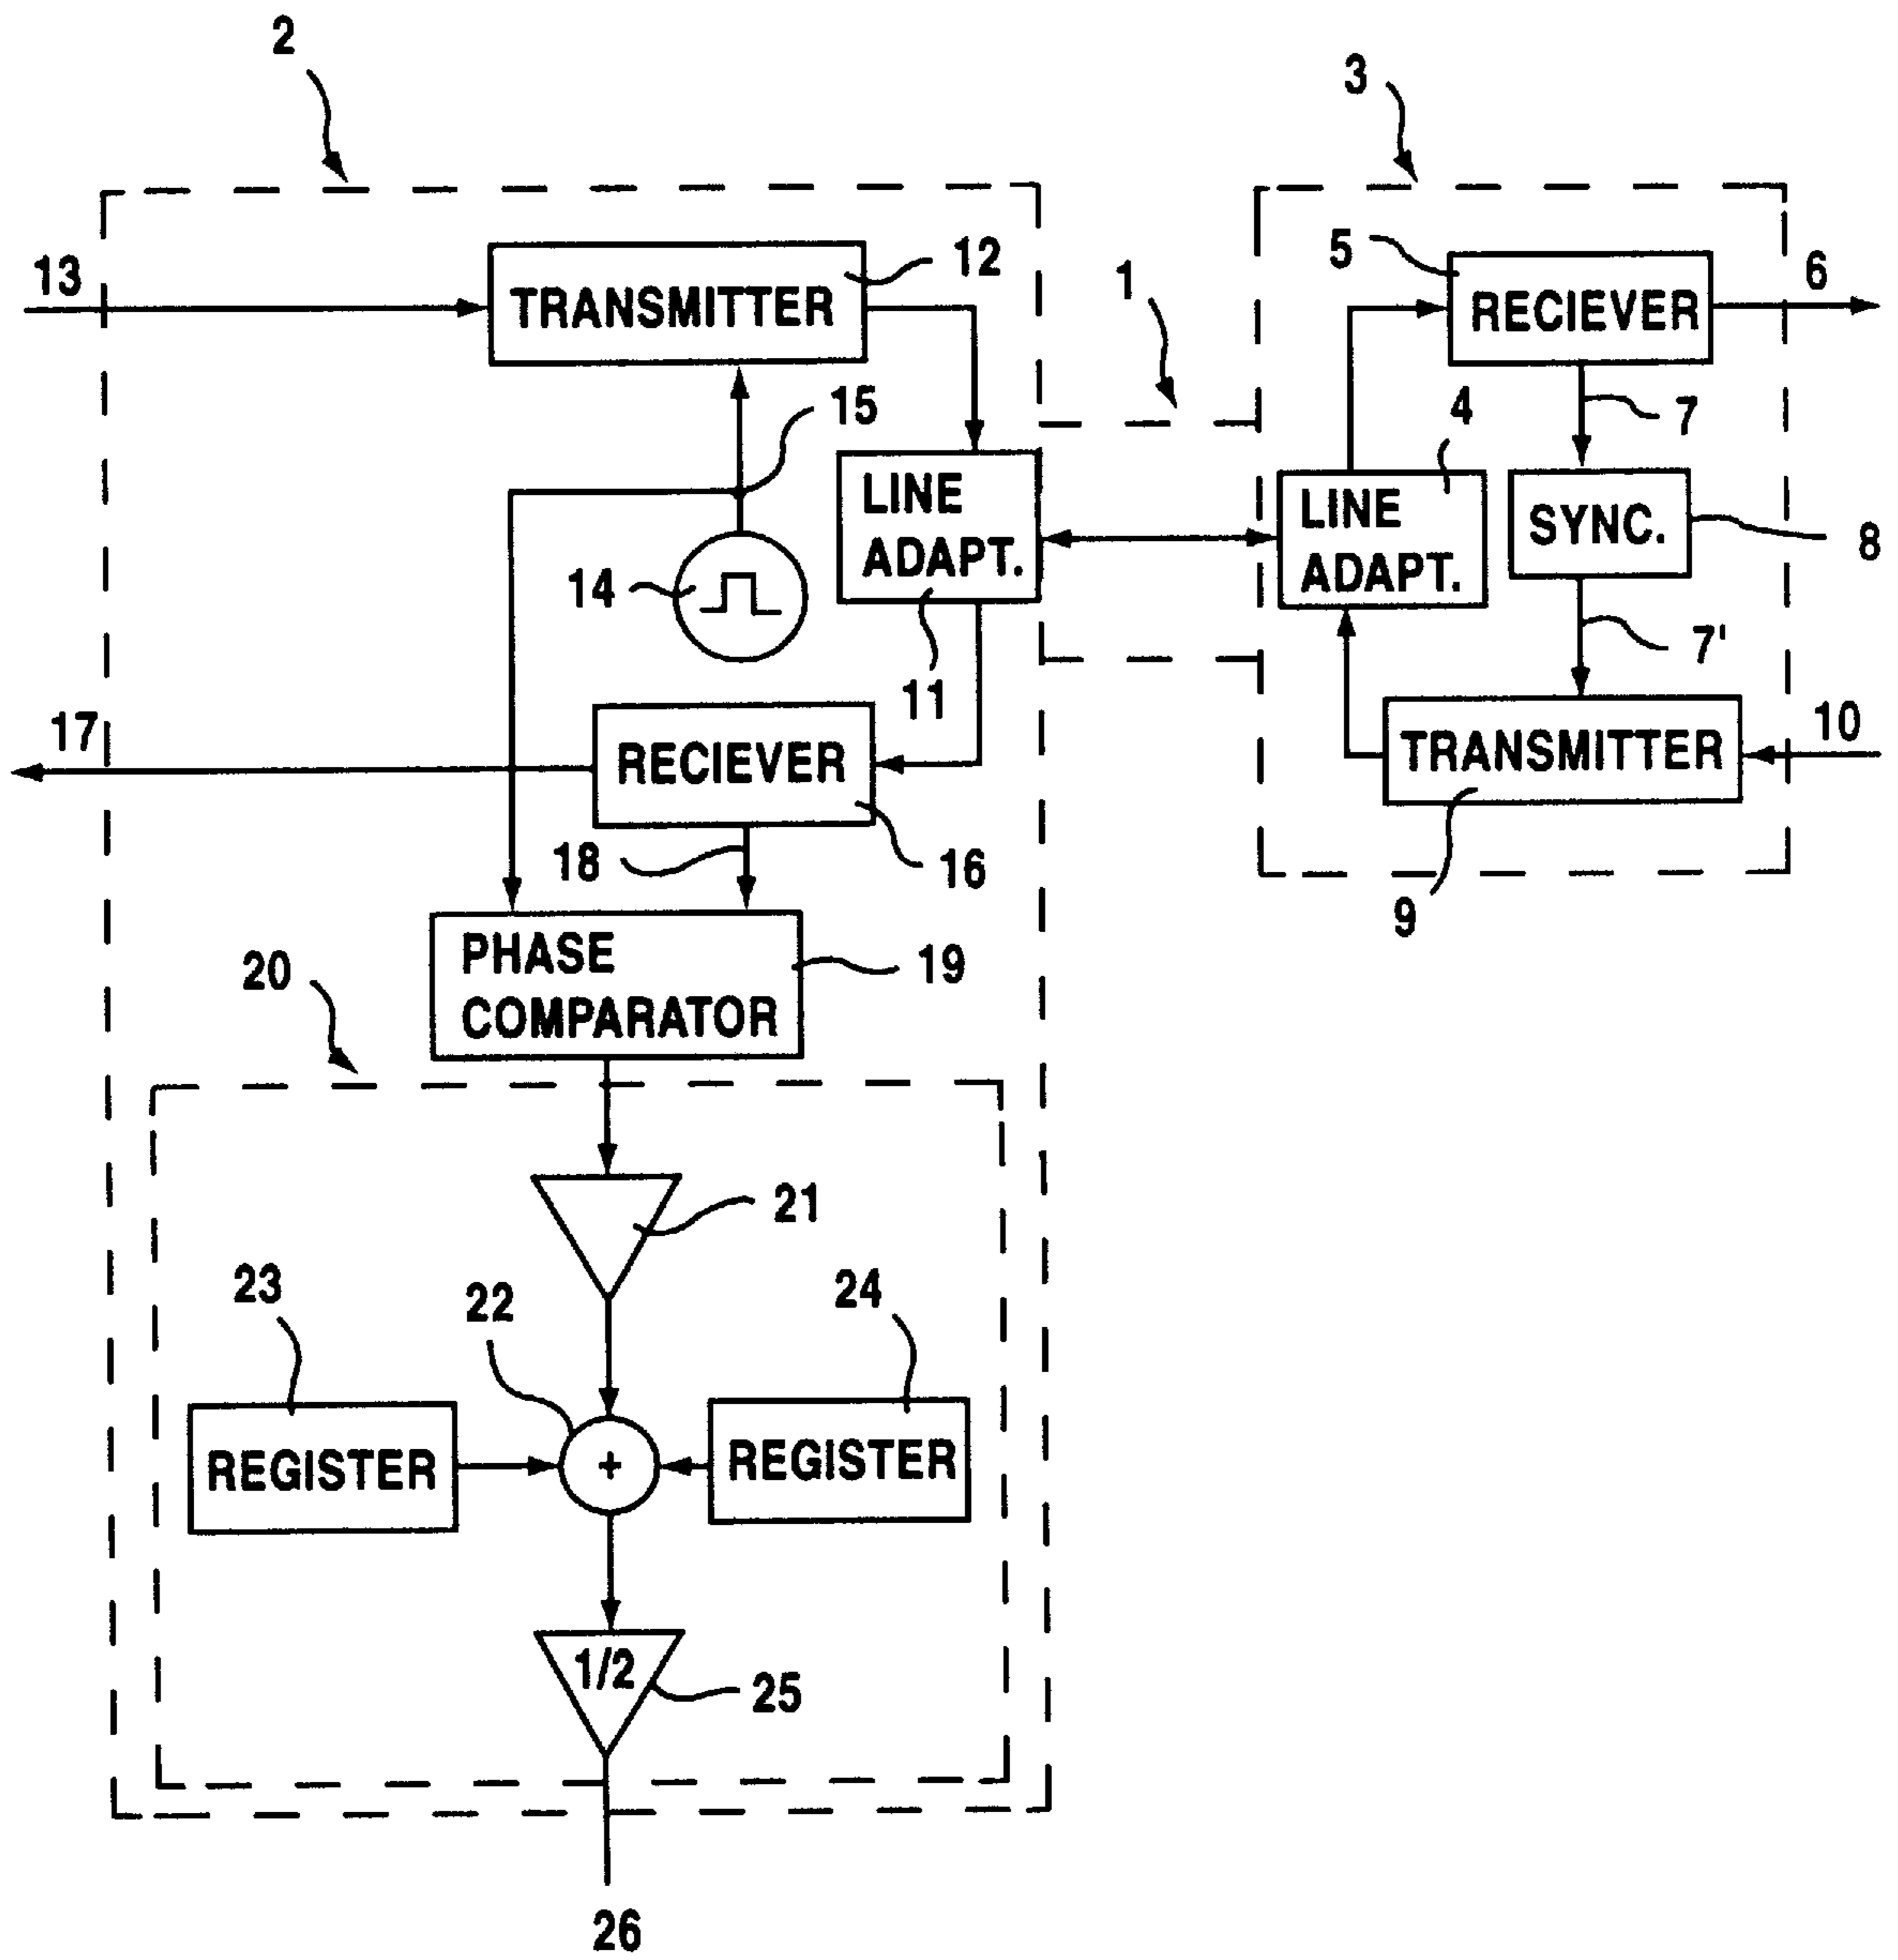 2
3
13
TRANSMITTER
12
1
5
RECIEVER
6
15
4
7
LINE
ADAPT.
LINE
ADAPT.
SYNC.
8
14
11
7'
17
RECIEVER
TRANSMITTER
10
18
16
9
20
PHASE
COMPARATOR
19
21
23
22
24
REGISTER
+
REGISTER
1/2
25
26